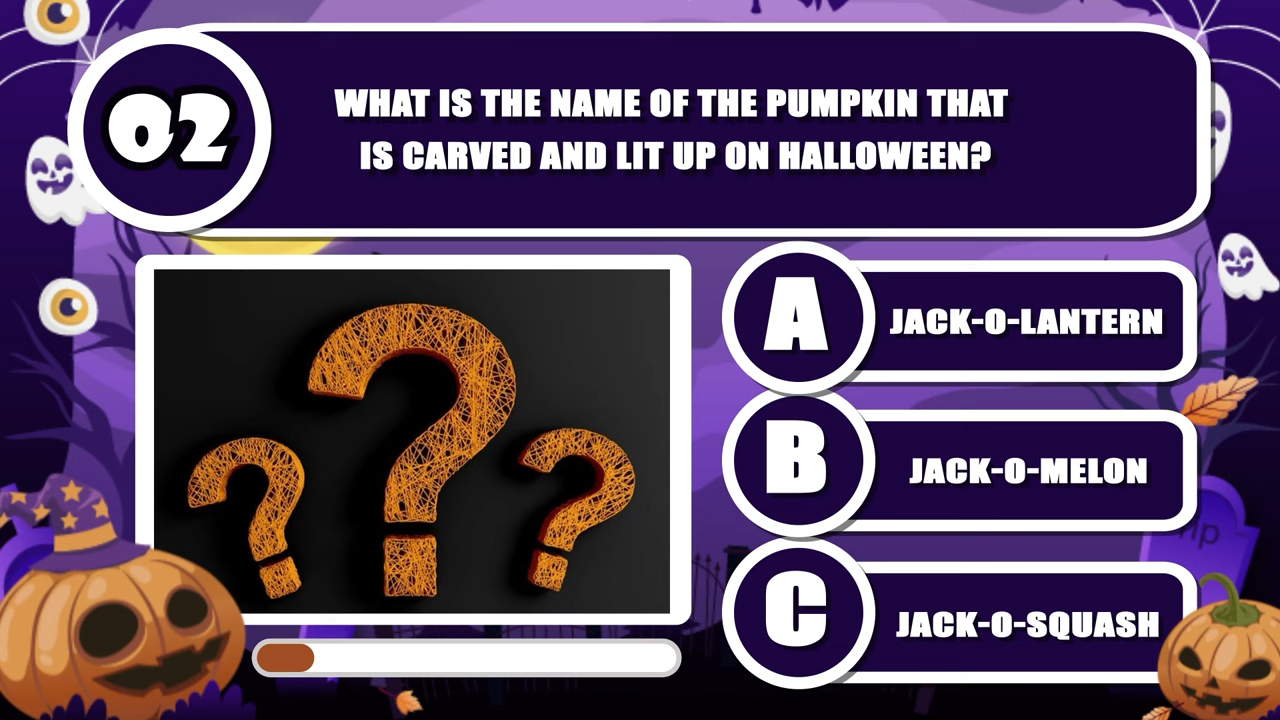 02
WHAT IS THE NAME OF THE PUMPKIN THAT
IS CARVED AND LIT UP ON HALLOWEEN?
A
JACK-O-LANTERN
B
JACK-O-MELON
C
JACK-O-SQUASH
rip